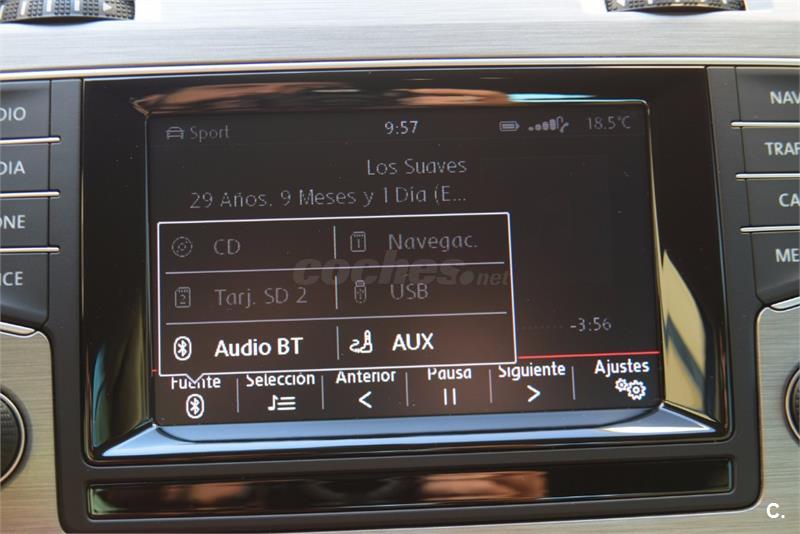 Sport 9:57 18.5°C
Los Suaves
29 Años, 9 Meses y 1 Día (E...
CD Navegac.
coches.net
Tarj. SD 2 USB
-3:56
Audio BT AUX
Fuente Selección Anterior Pausa Siguiente Ajustes
DIO
DIA
ONE
ICE
NAV
TRAF
CA
ME
C.